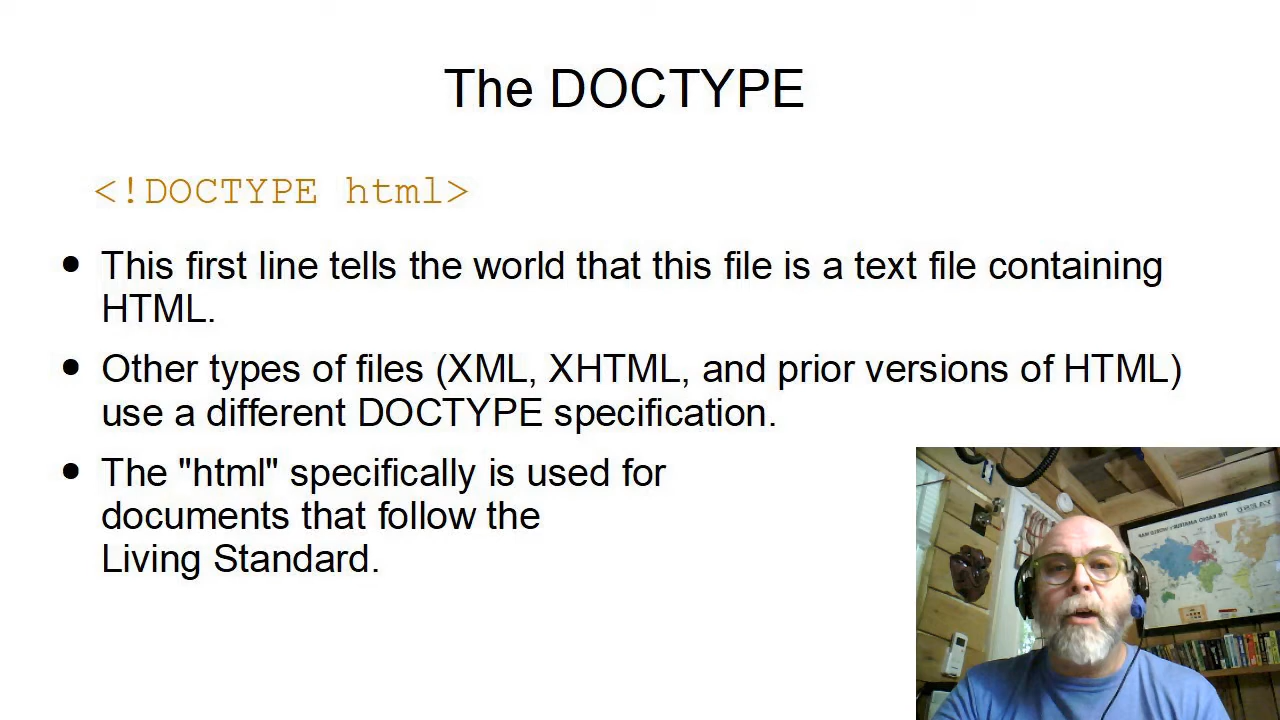 The DOCTYPE
<!DOCTYPE html>
• This first line tells the world that this file is a text file containing
HTML.
• Other types of files (XML, XHTML, and prior versions of HTML)
use a different DOCTYPE specification.
• The "html" specifically is used for
documents that follow the
Living Standard.